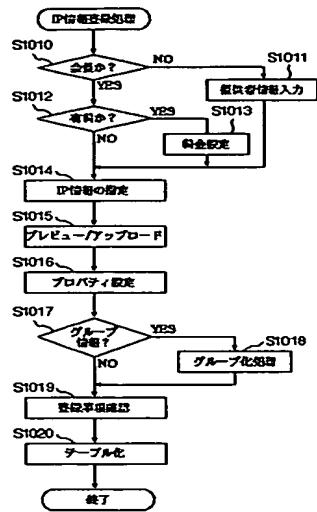 IP情報登録処理
S1010
会員か?
NO
S1011
YES
提供者情報入力
S1012
有料か?
YES
S1013
NO
料金設定
S1014
IP情報の指定
S1015
プレビュー/アップロード
S1016
プロパティ設定
S1017
グループ
情報?
YES
S1018
NO
グループ化処理
S1019
登録事項確認
S1020
テーブル化
終了